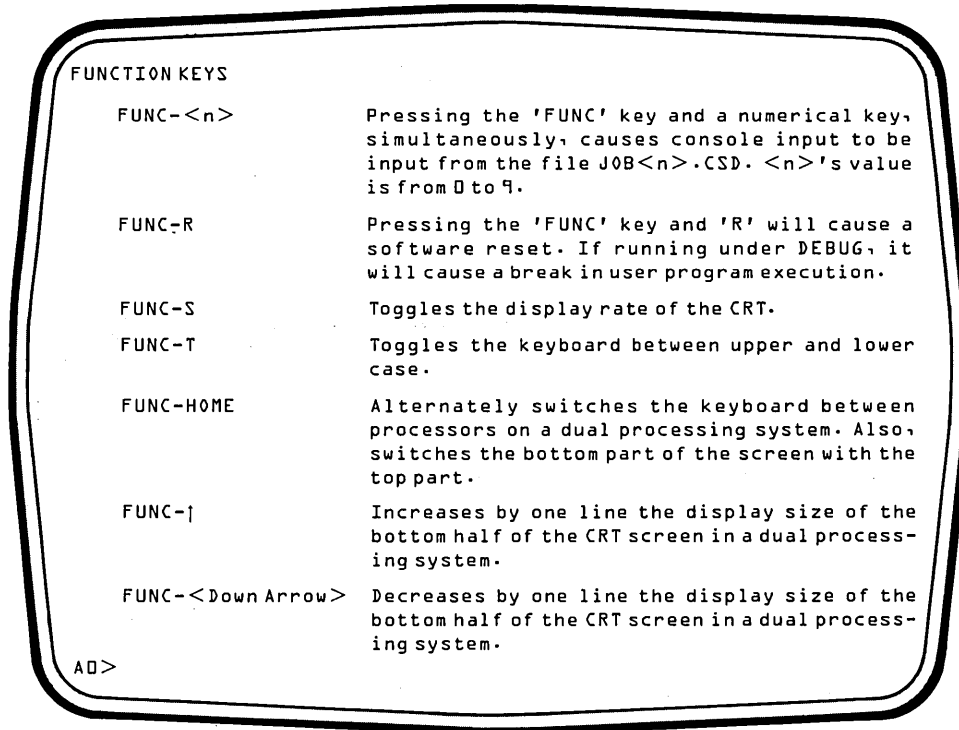 FUNCTION KEYS
FUNC-<n> Pressing the 'FUNC' key and a numerical key,
simultaneously, causes console input to be
input from the file JOB<n>.CSD. <n>'s value
is from 0 to 9.
FUNC-R Pressing the 'FUNC' key and 'R' will cause a
software reset. If running under DEBUG, it
will cause a break in user program execution.
FUNC-S Toggles the display rate of the CRT.
FUNC-T Toggles the keyboard between upper and lower
case.
FUNC-HOME Alternately switches the keyboard between
processors on a dual processing system. Also,
switches the bottom part of the screen with the
top part.
FUNC-↑ Increases by one line the display size of the
bottom half of the CRT screen in a dual process-
ing system.
FUNC-<Down Arrow> Decreases by one line the display size of the
bottom half of the CRT screen in a dual process-
ing system.
A0>